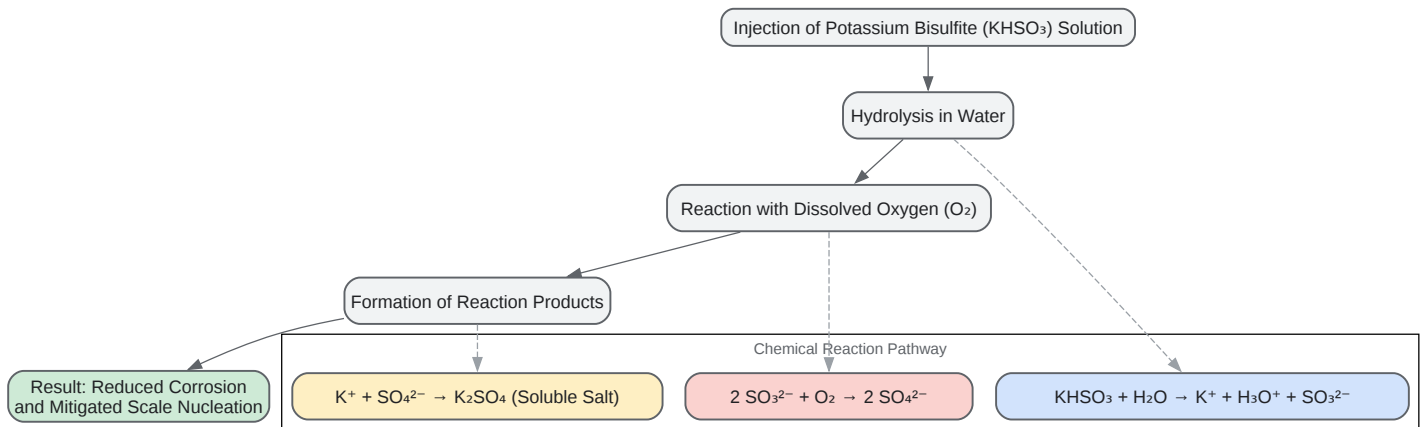 Injection of Potassium Bisulfite (KHSO₃) Solution
Hydrolysis in Water
Reaction with Dissolved Oxygen (O₂)
Formation of Reaction Products
Chemical Reaction Pathway
Result: Reduced Corrosion
and Mitigated Scale Nucleation
K⁺ + SO₄²⁻ → K₂SO₄ (Soluble Salt)
2 SO₃²⁻ + O₂ → 2 SO₄²⁻
KHSO₃ + H₂O → K⁺ + H₃O⁺ + SO₃²⁻